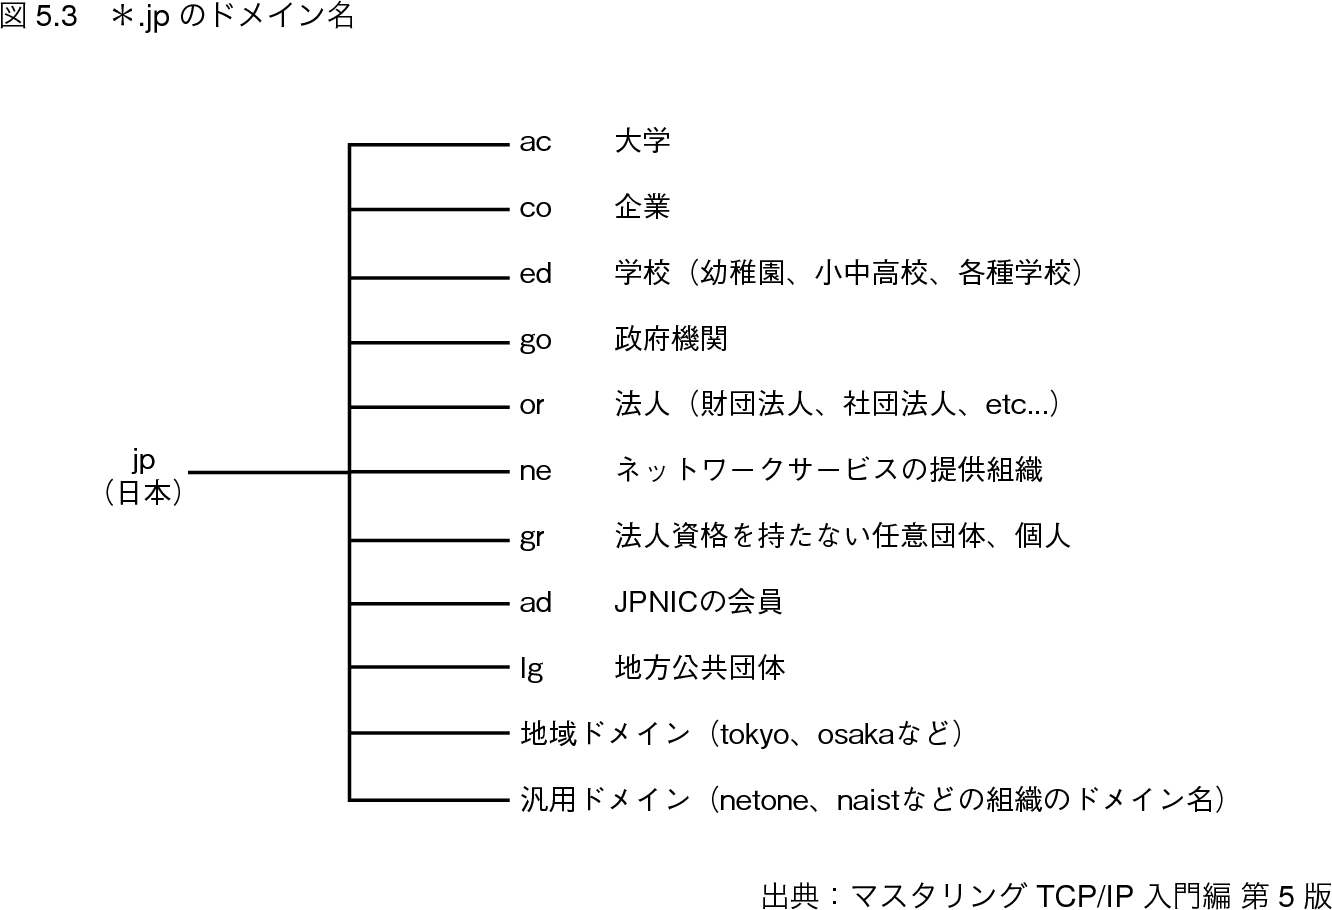 図 5.3　＊.jp のドメイン名
ac　大学
co　企業
ed　学校（幼稚園、小中高校、各種学校）
go　政府機関
or　法人（財団法人、社団法人、etc...）
jp
（日本）
ne　ネットワークサービスの提供組織
gr　法人資格を持たない任意団体、個人
ad　JPNICの会員
lg　地方公共団体
地域ドメイン（tokyo、osakaなど）
汎用ドメイン（netone、naistなどの組織のドメイン名）
出典：マスタリング TCP/IP 入門編 第 5 版